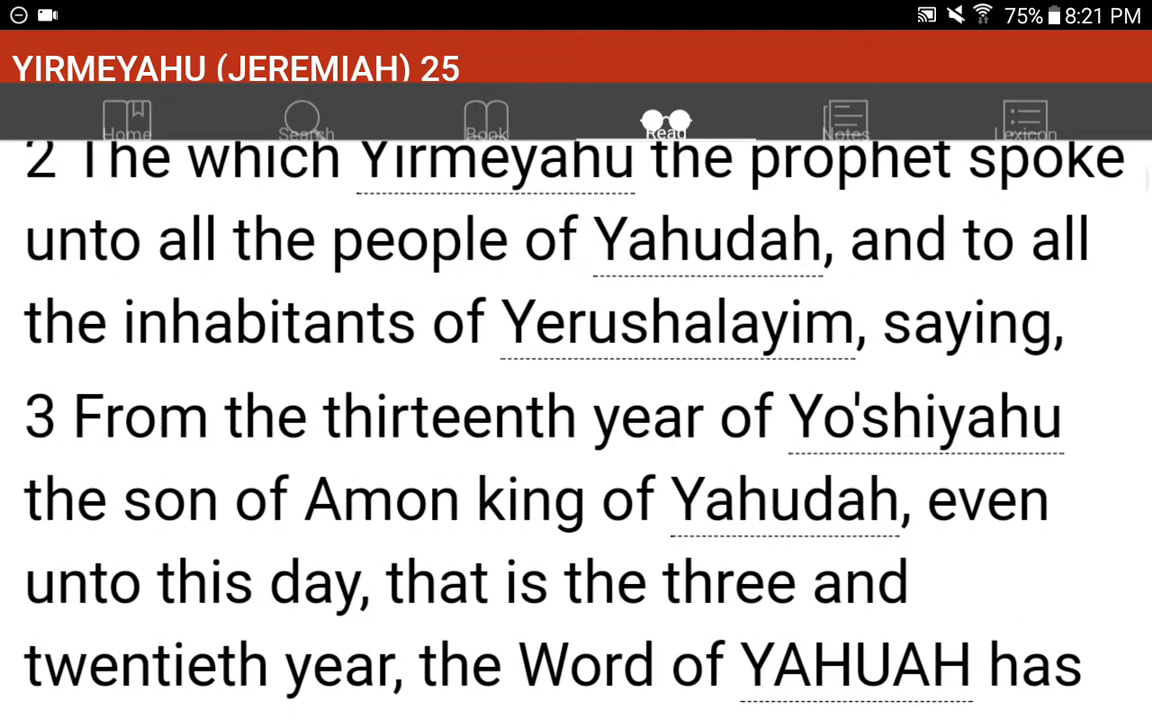 75% 8:21 PM
YIRMEYAHU (JEREMIAH) 25
Home Search Book Read Notes Lexicon
2 The which Yirmeyahu the prophet spoke
unto all the people of Yahudah, and to all
the inhabitants of Yerushalayim, saying,
3 From the thirteenth year of Yo'shiyahu
the son of Amon king of Yahudah, even
unto this day, that is the three and
twentieth year, the Word of YAHUAH has